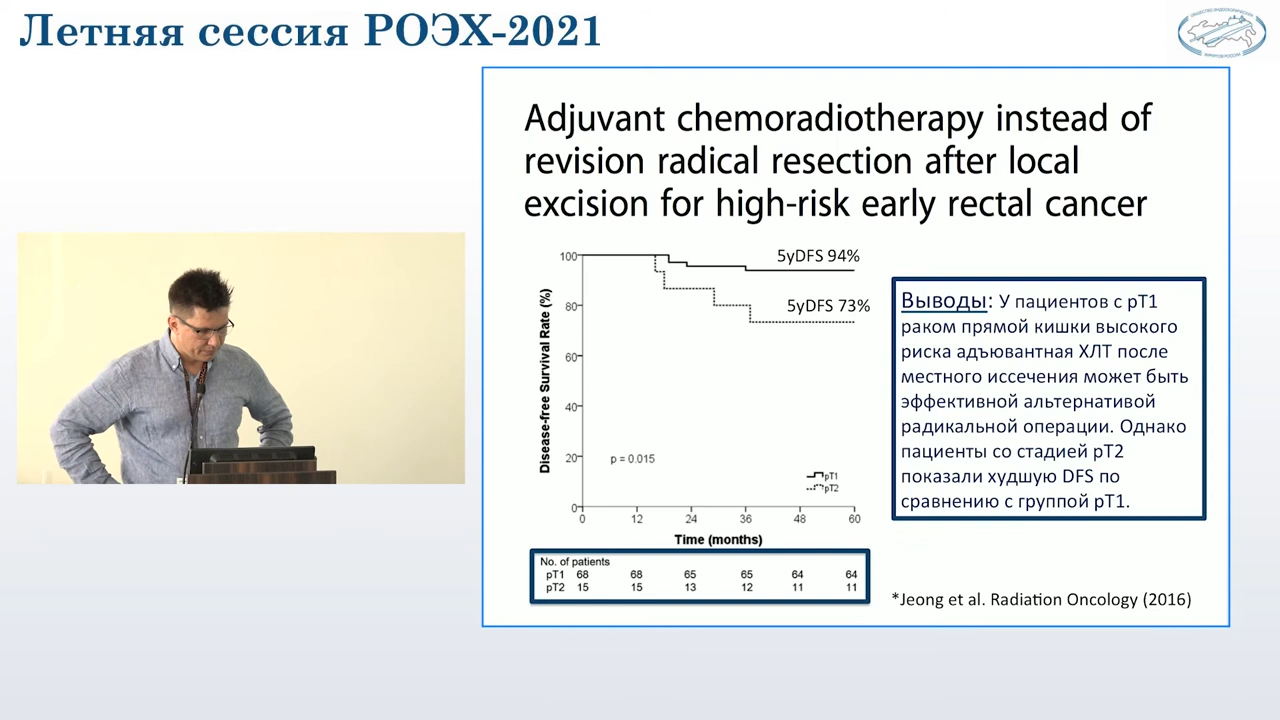 Летняя сессия РОЭХ-2021
Adjuvant chemoradiotherapy instead of
revision radical resection after local
excision for high-risk early rectal cancer
Disease-free Survival Rate (%)
100
80
60
40
20
0
5yDFS 94%
5yDFS 73%
p = 0.015
pT1
pT2
0 12 24 36 48 60
Time (months)
No. of patients
pT1 68 68 65 65 64 64
pT2 15 15 13 12 11 11
Выводы: У пациентов с pT1
раком прямой кишки высокого
риска адъювантная ХЛТ после
местного иссечения может быть
эффективной альтернативой
радикальной операции. Однако
пациенты со стадией pT2
показали худшую DFS по
сравнению с группой pT1.
*Jeong et al. Radiation Oncology (2016)